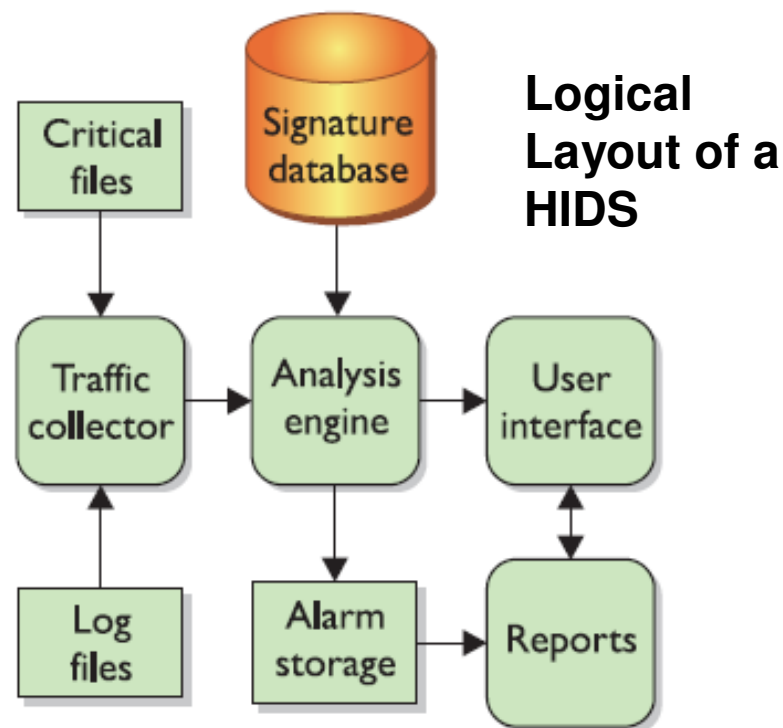 Logical
Layout of a
HIDS
Critical
files
Signature
database
Traffic
collector
Analysis
engine
User
interface
Log
files
Alarm
storage
Reports